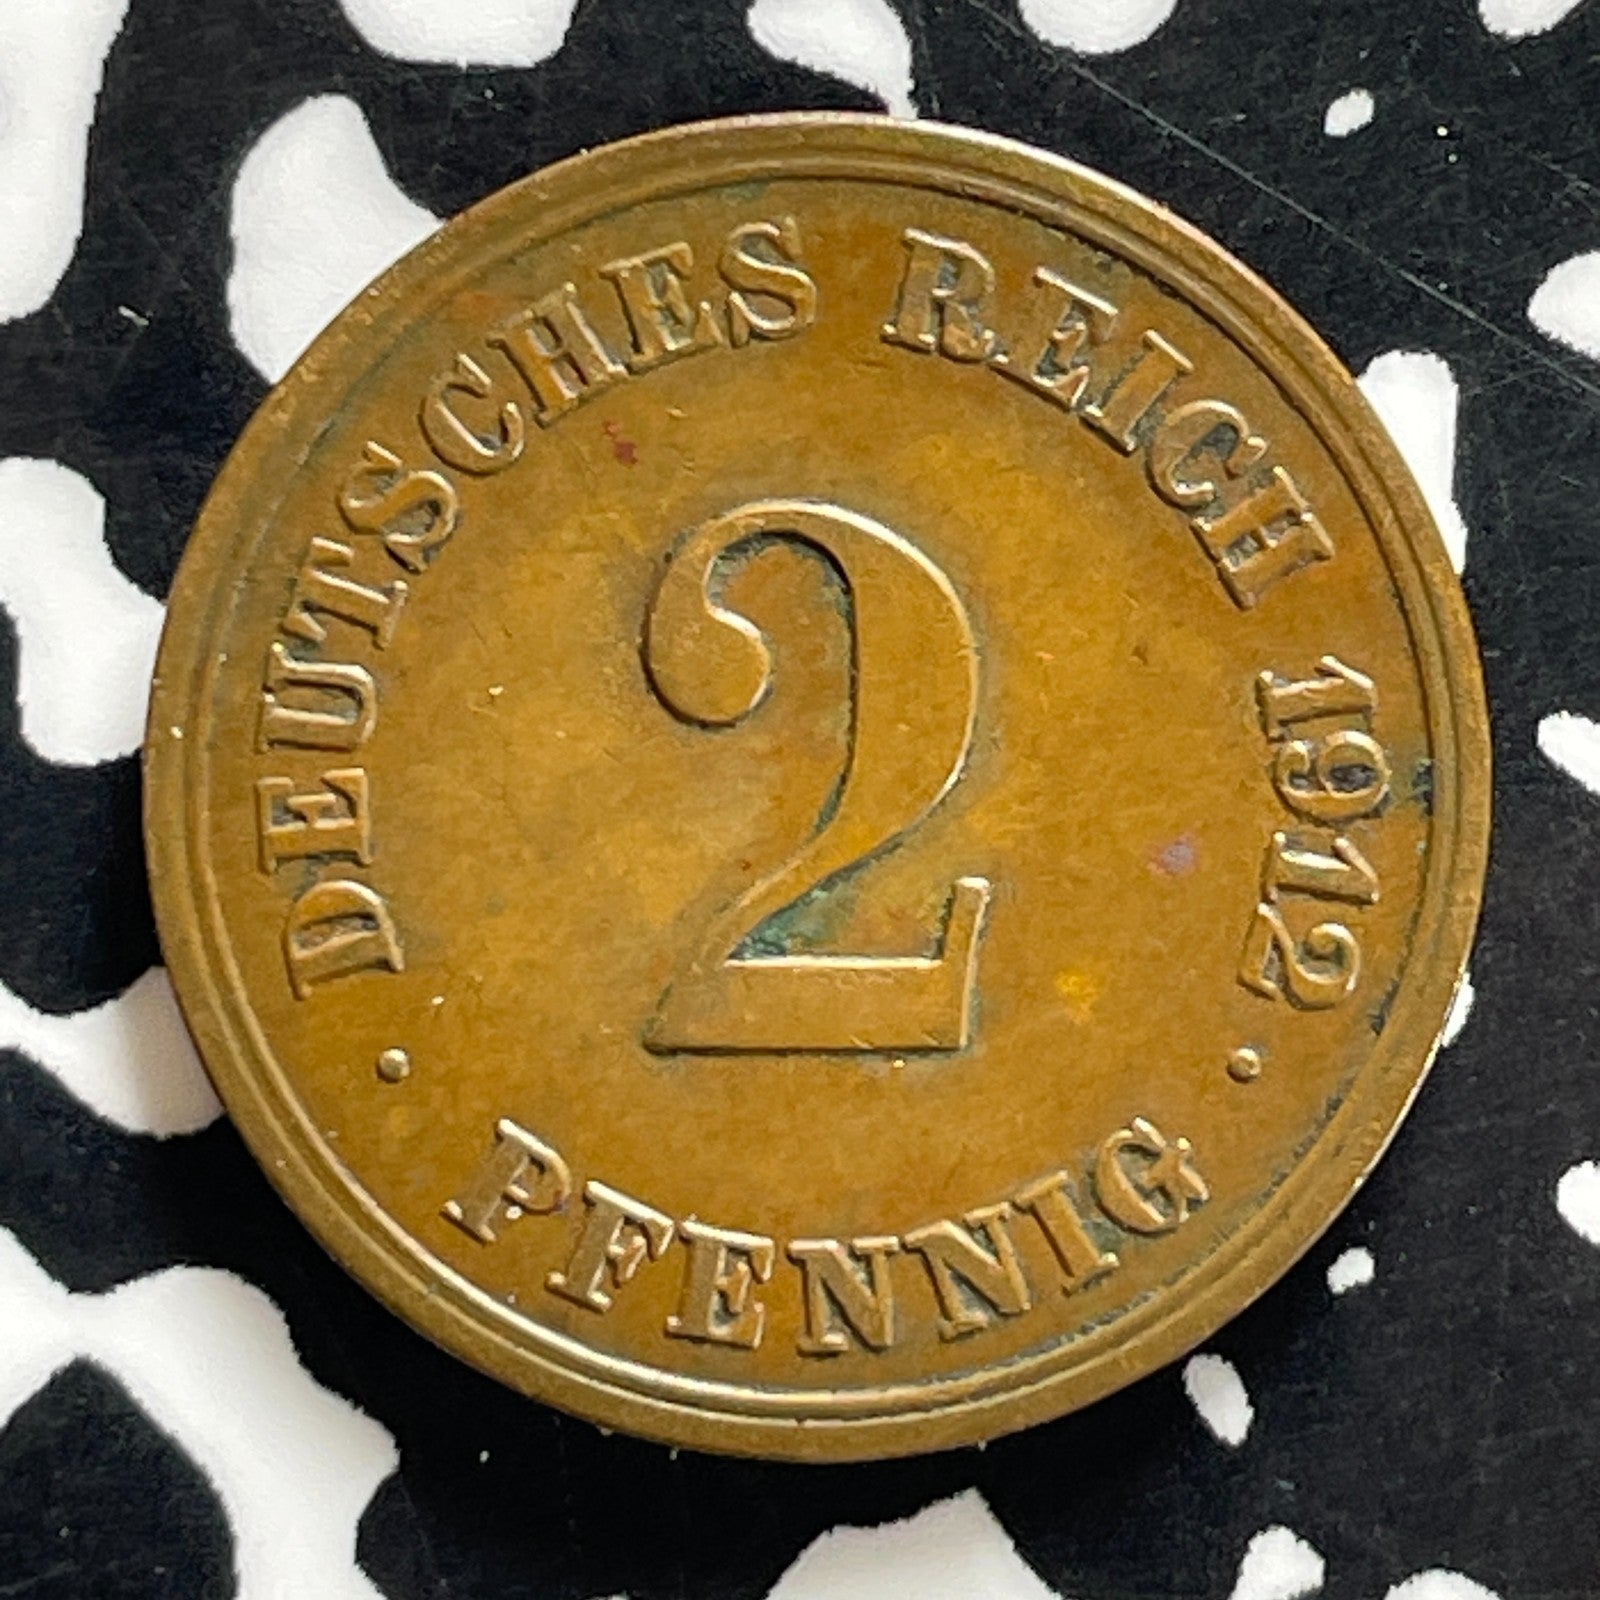 DEUTSCHES REICH 1912
2
· PFENNIG ·